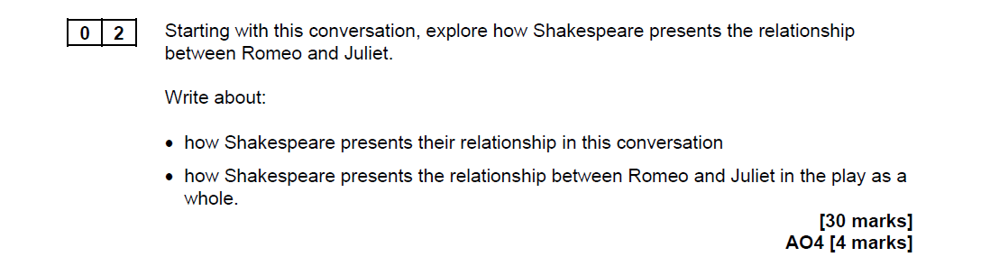 0 2 Starting with this conversation, explore how Shakespeare presents the relationship
between Romeo and Juliet.
Write about:
• how Shakespeare presents their relationship in this conversation
• how Shakespeare presents the relationship between Romeo and Juliet in the play as a
whole.
[30 marks]
AO4 [4 marks]